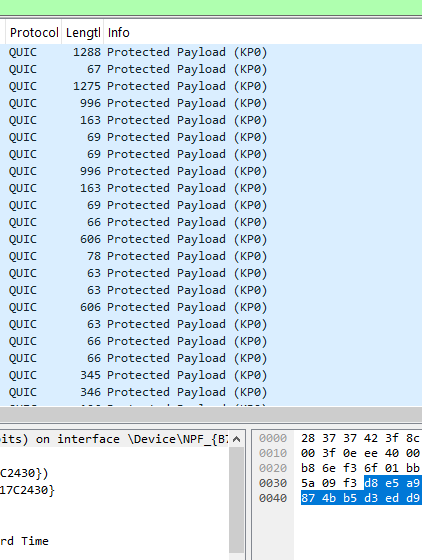 Protocol Lengtl Info
QUIC 1288 Protected Payload (KP0)
QUIC 67 Protected Payload (KP0)
QUIC 1275 Protected Payload (KP0)
QUIC 996 Protected Payload (KP0)
QUIC 163 Protected Payload (KP0)
QUIC 69 Protected Payload (KP0)
QUIC 69 Protected Payload (KP0)
QUIC 996 Protected Payload (KP0)
QUIC 163 Protected Payload (KP0)
QUIC 69 Protected Payload (KP0)
QUIC 66 Protected Payload (KP0)
QUIC 606 Protected Payload (KP0)
QUIC 78 Protected Payload (KP0)
QUIC 63 Protected Payload (KP0)
QUIC 63 Protected Payload (KP0)
QUIC 606 Protected Payload (KP0)
QUIC 63 Protected Payload (KP0)
QUIC 66 Protected Payload (KP0)
QUIC 66 Protected Payload (KP0)
QUIC 345 Protected Payload (KP0)
QUIC 346 Protected Payload (KP0)
bits) on interface \Device\NPF_{B7
C2430})
17C2430}
rd Time
0000 28 37 37 42 3f 8c
0010 00 3f 0e ee 40 00
0020 b8 6e f3 6f 01 bb
0030 5a 09 f3 d8 e5 a9
0040 87 4b b5 d3 ed d9